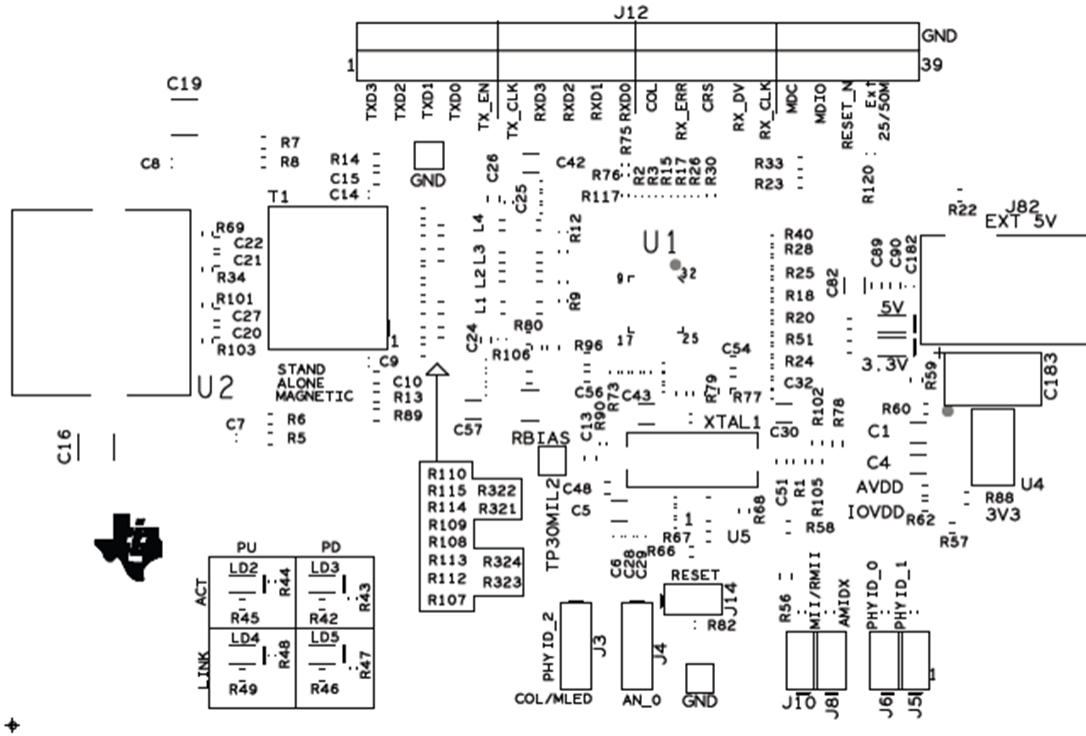 J12
GND
1
39
TXD3
TXD2
TXD1
TXD0
TX_EN
TX_CLK
RXD3
RXD2
RXD1
RXD0
COL
RX_ERR
CRS
RX_DV
RX_CLK
MDC
MDIO
RESET_N
Ext
25/50M
C19
C8
R7
R8
R14
C15
C14
GND
C26
C25
C42
R75
R76
R117
R2
R3
R15
R17
R26
R30
R33
R23
R120
R22
J82
EXT 5V
T1
R69
C22
C21
R34
R101
C27
C20
R103
1
L4
L3
L2
L1
R12
R9
U1
9
32
17
25
R40
R28
R25
R18
R20
R51
R24
C32
C82
C89
C90
C182
5V
3.3V
C24
R80
R106
R96
C54
C56
R73
C43
R79
R77
R102
R78
R59
C183
U2
STAND
ALONE
MAGNETIC
C9
C10
R13
R89
C7
R6
R5
C16
C57
RBIAS
C13
R90
XTAL1
C30
R60
C1
C4
AVDD
IOVDD
R62
R57
R88
3V3
U4
R110
R115
R114
R109
R108
R113
R112
R107
R322
R321
R324
R323
TP30MIL2
C48
C5
1
R67
R66
R68
U5
C51
R1
R105
R58
C6
C28
C29
RESET
J14
R82
PU
PD
ACT
LINK
LD2
R44
R45
LD3
R43
R42
LD4
R48
R49
LD5
R47
R46
PHYID_2
J3
COL/MLED
J4
AN_0
GND
R56
MII/RMII
AMIDX
PHYID_0
PHYID_1
1
J10
J8
J6
J5